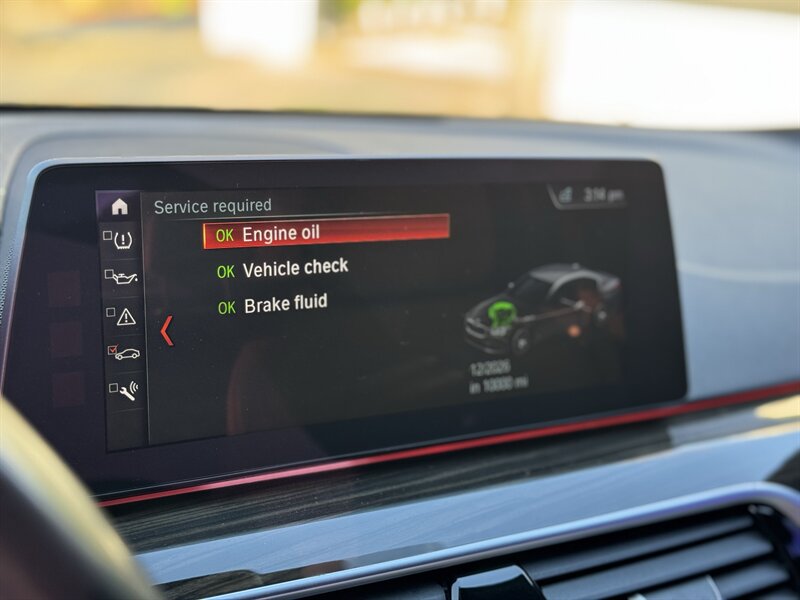 Service required
3:14 pm
OK Engine oil
OK Vehicle check
OK Brake fluid
12/2026
in 10000 mi